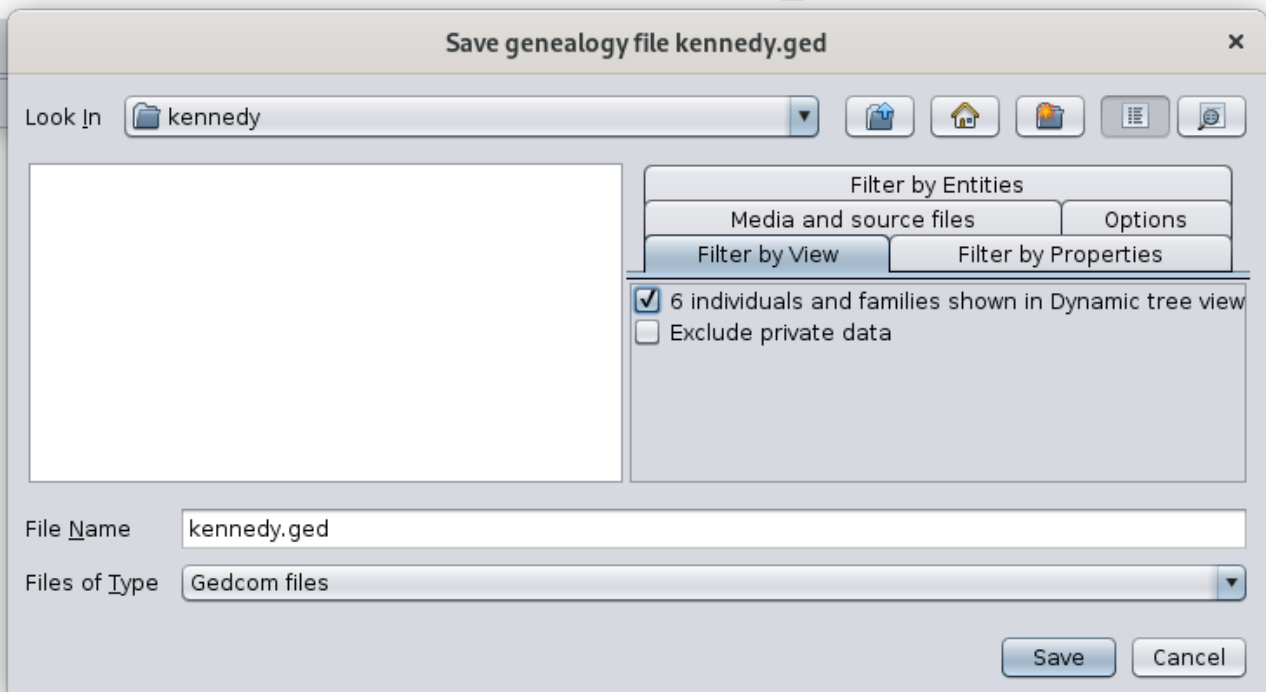 Save genealogy file kennedy.ged
Look In kennedy
Filter by Entities
Media and source files Options
Filter by View Filter by Properties
6 individuals and families shown in Dynamic tree view
Exclude private data
File Name kennedy.ged
Files of Type Gedcom files
Save Cancel